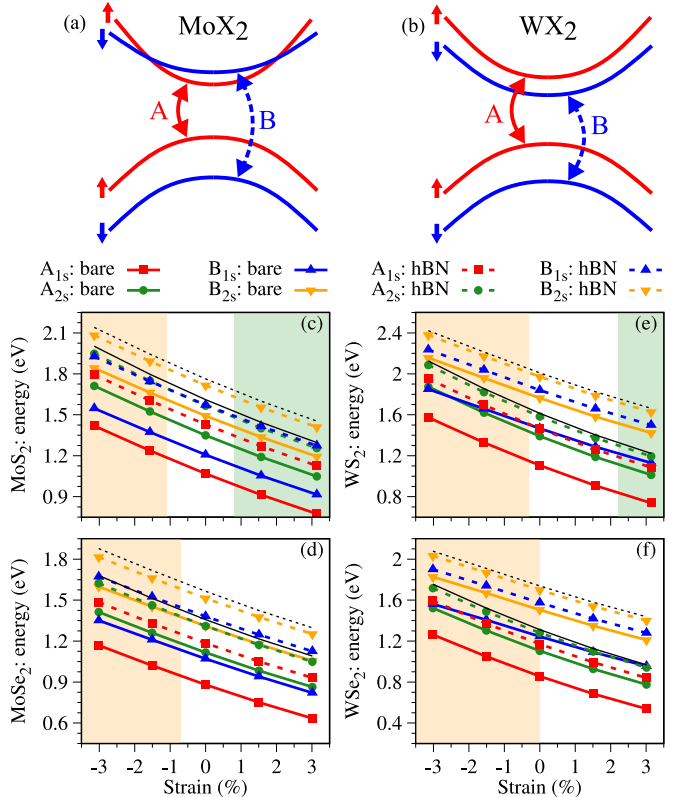 (a) MoX2
(b) WX2
A
B
A
B
A1s: bare
B1s: bare
A1s: hBN
B1s: hBN
A2s: bare
B2s: bare
A2s: hBN
B2s: hBN
(c)
MoS2: energy (eV)
2.1
1.8
1.5
1.2
0.9
(e)
WS2: energy (eV)
2.4
2
1.6
1.2
0.8
(d)
MoSe2: energy (eV)
1.8
1.5
1.2
0.9
0.6
-3 -2 -1 0 1 2 3
Strain (%)
(f)
WSe2: energy (eV)
2
1.6
1.2
0.8
0.4
-3 -2 -1 0 1 2 3
Strain (%)